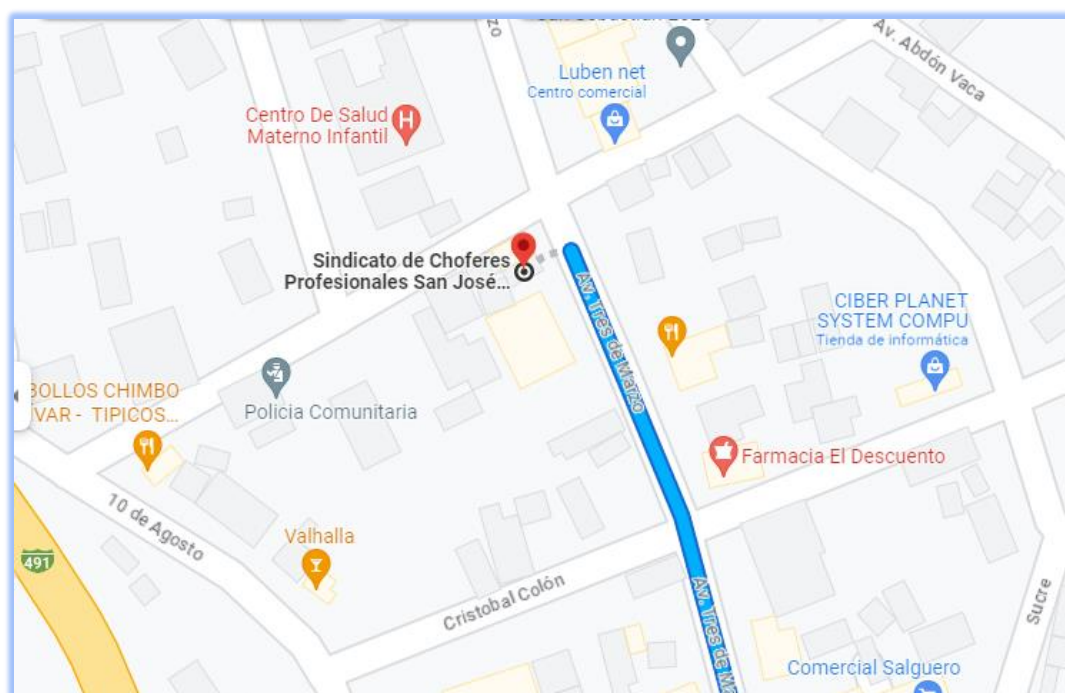 Av. Abdón Vaca
Luben net
Centro comercial
Centro De Salud
Materno Infantil
Sindicato de Choferes
Profesionales San José...
Av. Tres de Marzo
CIBER PLANET
SYSTEM COMPU
Tienda de informática
BOLLOS CHIMBO
VAR - TIPICOS...
Policia Comunitaria
Farmacia El Descuento
10 de Agosto
491
Valhalla
Cristobal Colón
Av. Tres de Ma
Sucre
Comercial Salguero